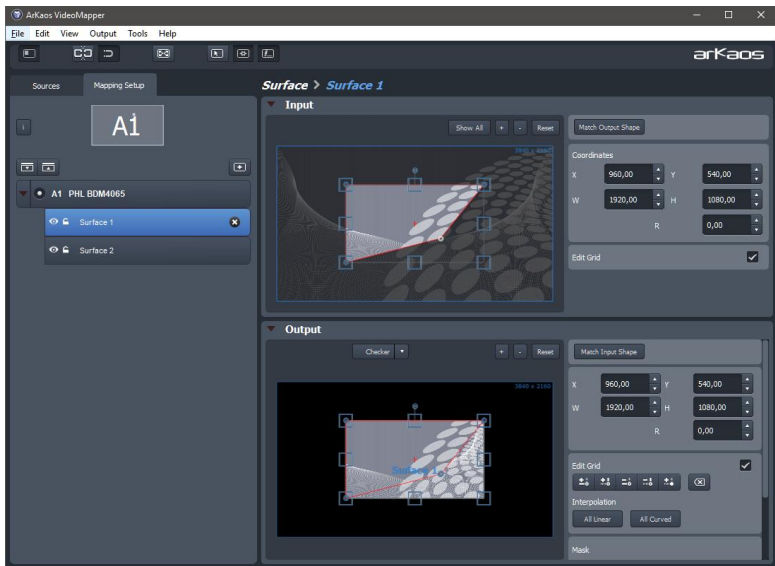 ArKaos VideoMapper
File Edit View Output Tools Help
arKaos
Sources Mapping Setup
Surface > Surface 1
Input
A1
Show All + - Reset
Match Output Shape
3840 x 2160
Coordinates
X 960,00 Y 540,00
W 1920,00 H 1080,00
R 0,00
A1 PHL BDM4065
Surface 1
Surface 2
Edit Grid
Output
Checker + - Reset
Match Input Shape
3840 x 2160
X 960,00 Y 540,00
W 1920,00 H 1080,00
R 0,00
Surface 1
Edit Grid
Interpolation
All Linear All Curved
Mask